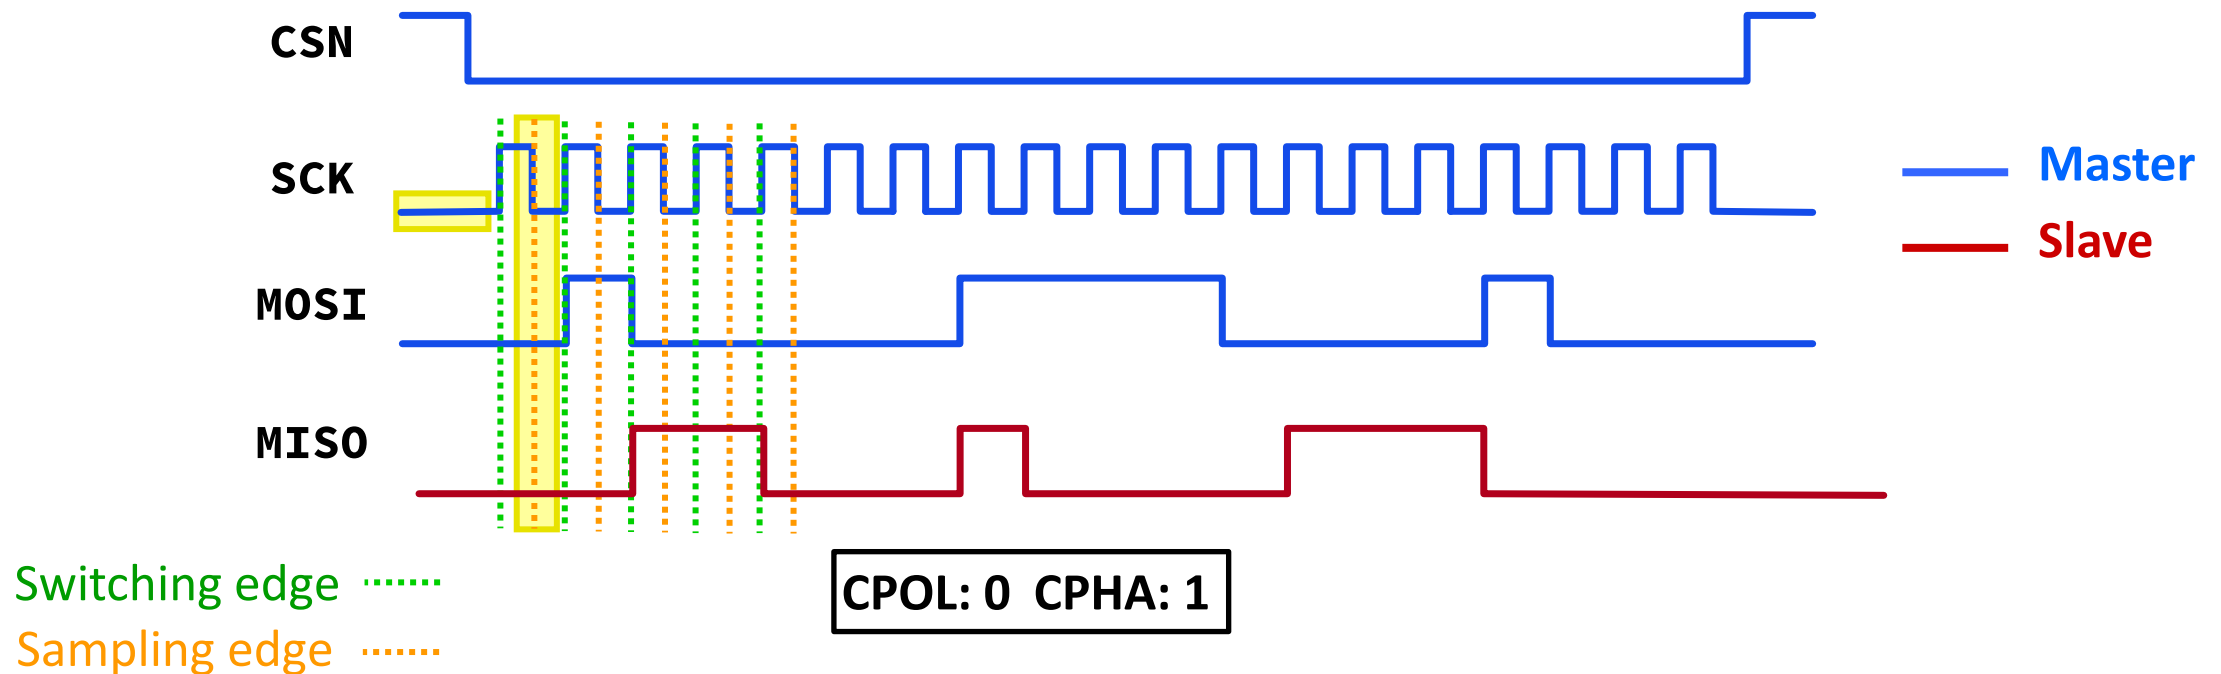 CSN
SCK
Master
Slave
MOSI
MISO
Switching edge
CPOL: 0 CPHA: 1
Sampling edge